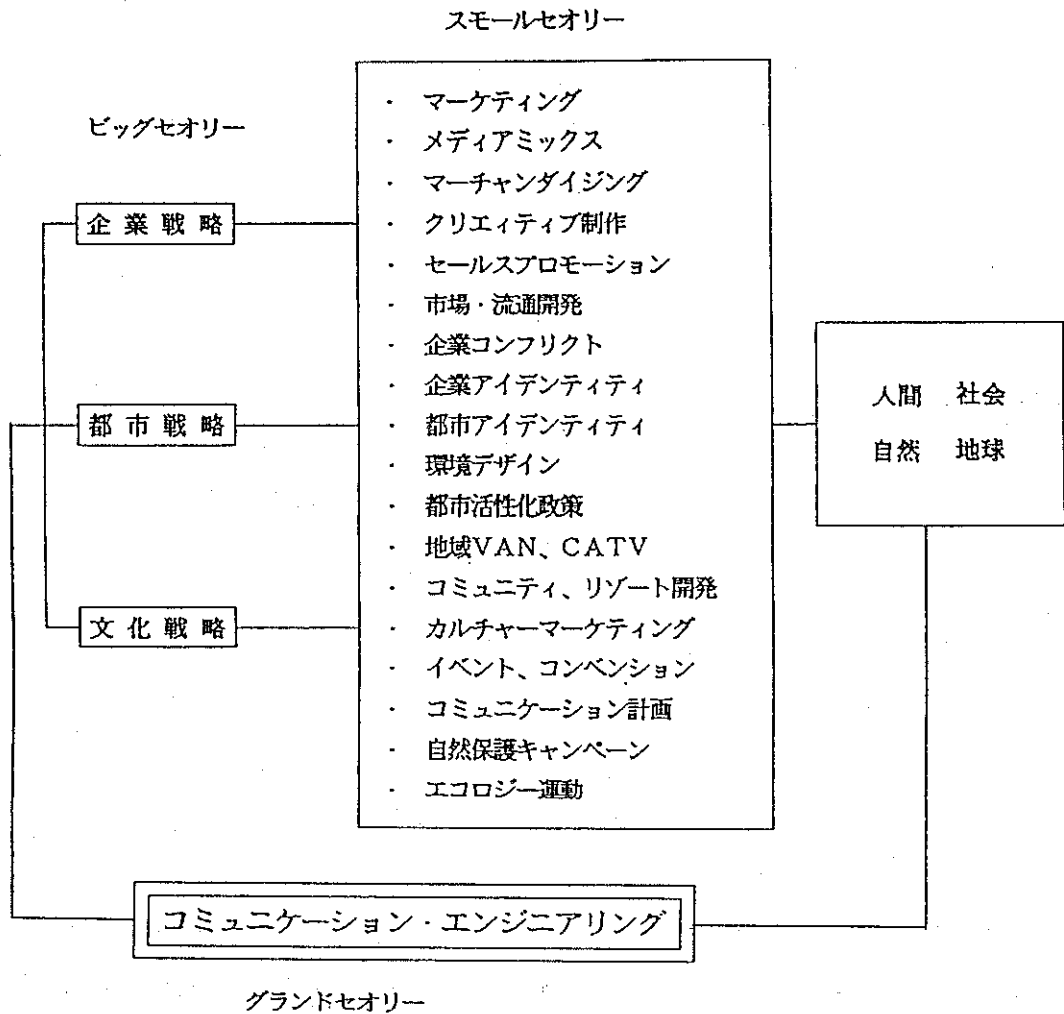 スモールセオリー
ビッグセオリー
企業戦略
都市戦略
文化戦略
・ マーケティング
・ メディアミックス
・ マーチャンダイジング
・ クリエィティブ制作
・ セールスプロモーション
・ 市場・流通開発
・ 企業コンフリクト
・ 企業アイデンティティ
・ 都市アイデンティティ
・ 環境デザイン
・ 都市活性化政策
・ 地域VAN、CATV
・ コミュニティ、リゾート開発
・ カルチャーマーケティング
・ イベント、コンベンション
・ コミュニケーション計画
・ 自然保護キャンペーン
・ エコロジー運動
人間 社会
自然 地球
コミュニケーション・エンジニアリング
グランドセオリー